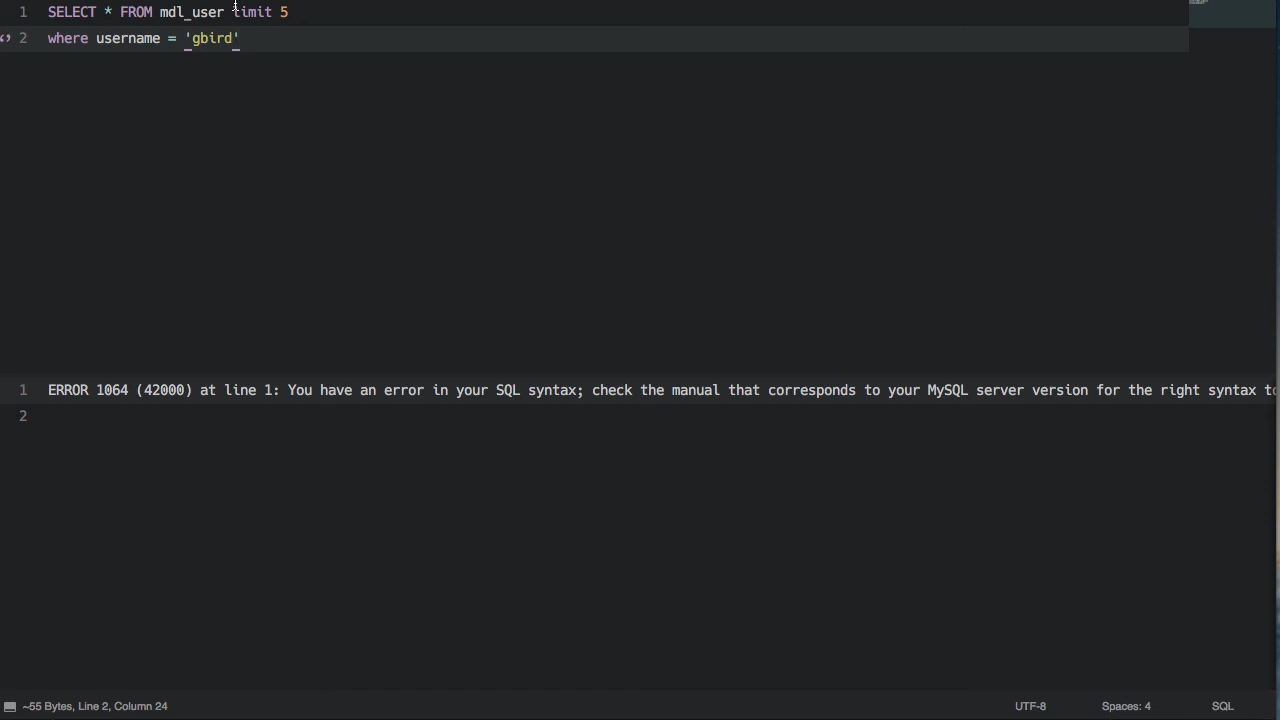 1 SELECT * FROM mdl_user limit 5
2 where username = 'gbird'
1 ERROR 1064 (42000) at line 1: You have an error in your SQL syntax; check the manual that corresponds to your MySQL server version for the right syntax
2
~55 Bytes, Line 2, Column 24 UTF-8 Spaces: 4 SQL